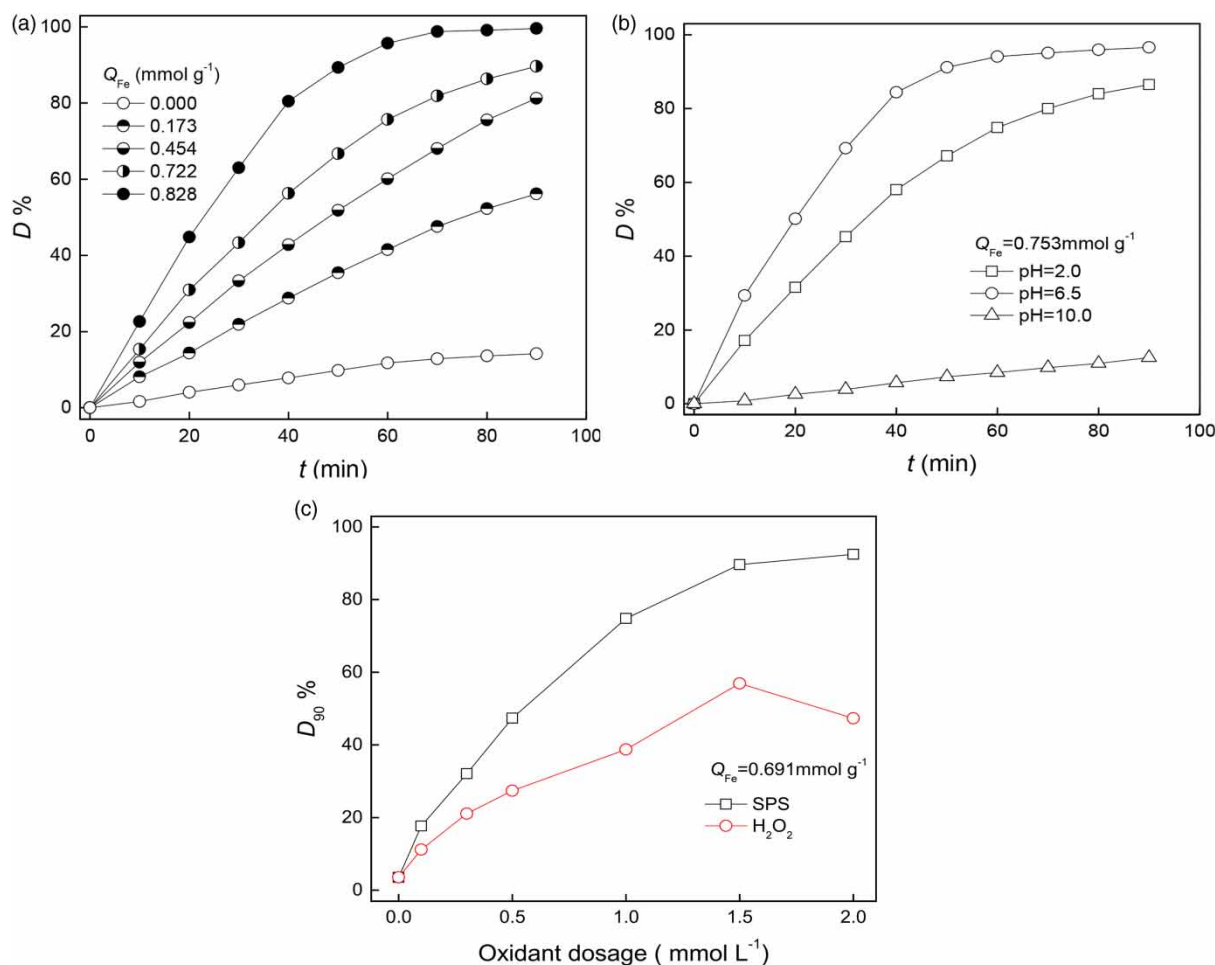 (a)
100
80
60
40
20
0
D %
Q_Fe (mmol g⁻¹)
0.000
0.173
0.454
0.722
0.828
0 20 40 60 80 100
t (min)
(b)
100
80
60
40
20
0
D %
Q_Fe=0.753mmol g⁻¹
pH=2.0
pH=6.5
pH=10.0
0 20 40 60 80 100
t (min)
(c)
100
80
60
40
20
0
D₉₀ %
Q_Fe=0.691mmol g⁻¹
SPS
H₂O₂
0.0 0.5 1.0 1.5 2.0
Oxidant dosage ( mmol L⁻¹)